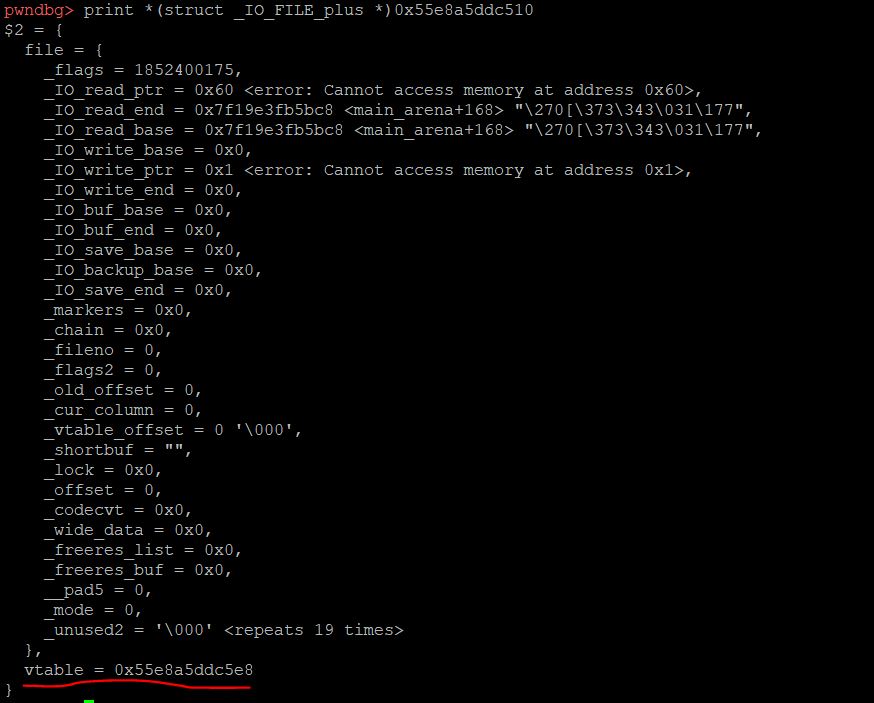 pwndbg> print *(struct _IO_FILE_plus *)0x55e8a5ddc510
$2 = {
  file = {
    _flags = 1852400175,
    _IO_read_ptr = 0x60 <error: Cannot access memory at address 0x60>,
    _IO_read_end = 0x7f19e3fb5bc8 <main_arena+168> "\270[\373\343\031\177",
    _IO_read_base = 0x7f19e3fb5bc8 <main_arena+168> "\270[\373\343\031\177",
    _IO_write_base = 0x0,
    _IO_write_ptr = 0x1 <error: Cannot access memory at address 0x1>,
    _IO_write_end = 0x0,
    _IO_buf_base = 0x0,
    _IO_buf_end = 0x0,
    _IO_save_base = 0x0,
    _IO_backup_base = 0x0,
    _IO_save_end = 0x0,
    _markers = 0x0,
    _chain = 0x0,
    _fileno = 0,
    _flags2 = 0,
    _old_offset = 0,
    _cur_column = 0,
    _vtable_offset = 0 '\000',
    _shortbuf = "",
    _lock = 0x0,
    _offset = 0,
    _codecvt = 0x0,
    _wide_data = 0x0,
    _freeres_list = 0x0,
    _freeres_buf = 0x0,
    __pad5 = 0,
    _mode = 0,
    _unused2 = '\000' <repeats 19 times>
  },
  vtable = 0x55e8a5ddc5e8
}